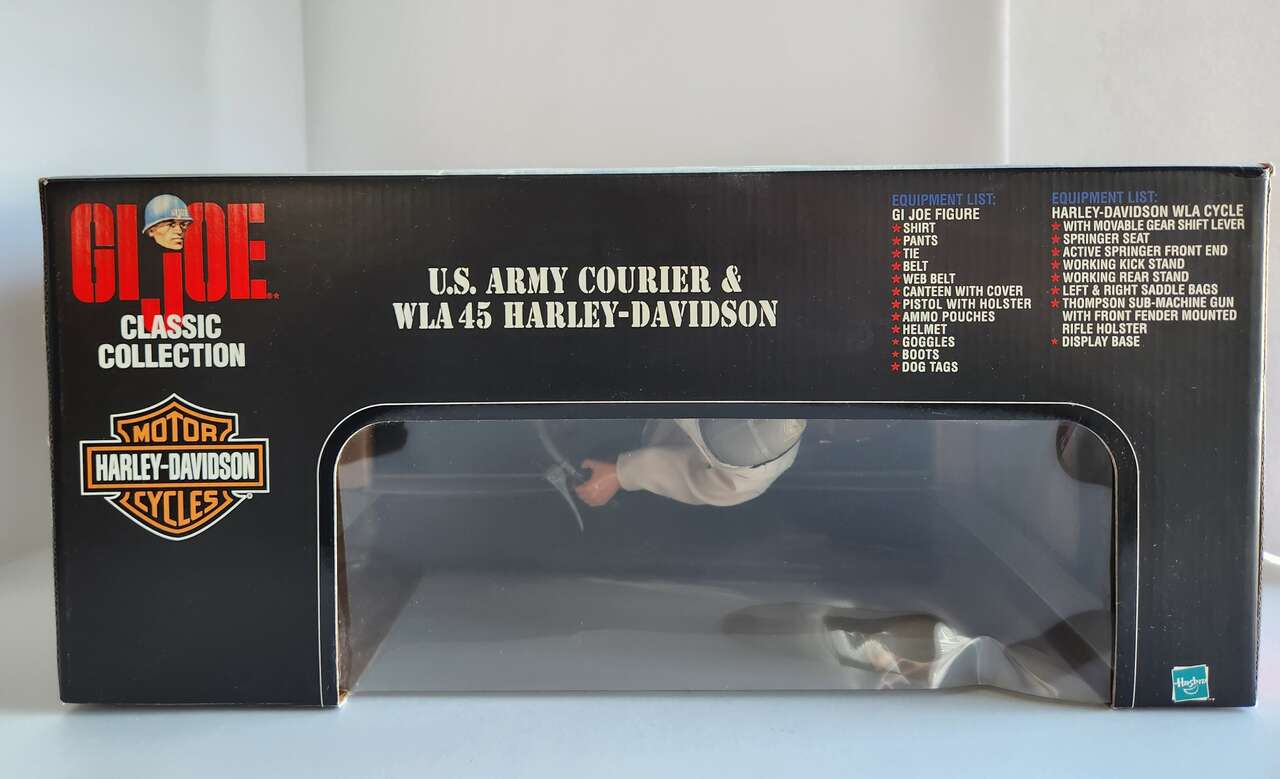 GI JOE
CLASSIC
COLLECTION
MOTOR
HARLEY-DAVIDSON
CYCLES
U.S. ARMY COURIER &
WLA 45 HARLEY-DAVIDSON
EQUIPMENT LIST:
GI JOE FIGURE
★ SHIRT
★ PANTS
★ TIE
★ BELT
★ WEB BELT
★ CANTEEN WITH COVER
★ PISTOL WITH HOLSTER
★ AMMO POUCHES
★ HELMET
★ GOGGLES
★ BOOTS
★ DOG TAGS
EQUIPMENT LIST:
HARLEY-DAVIDSON WLA CYCLE
★ WITH MOVABLE GEAR SHIFT LEVER
★ SPRINGER SEAT
★ ACTIVE SPRINGER FRONT END
★ WORKING KICK STAND
★ WORKING REAR STAND
★ LEFT & RIGHT SADDLE BAGS
★ THOMPSON SUB-MACHINE GUN
WITH FRONT FENDER MOUNTED
RIFLE HOLSTER
★ DISPLAY BASE
Hasbro